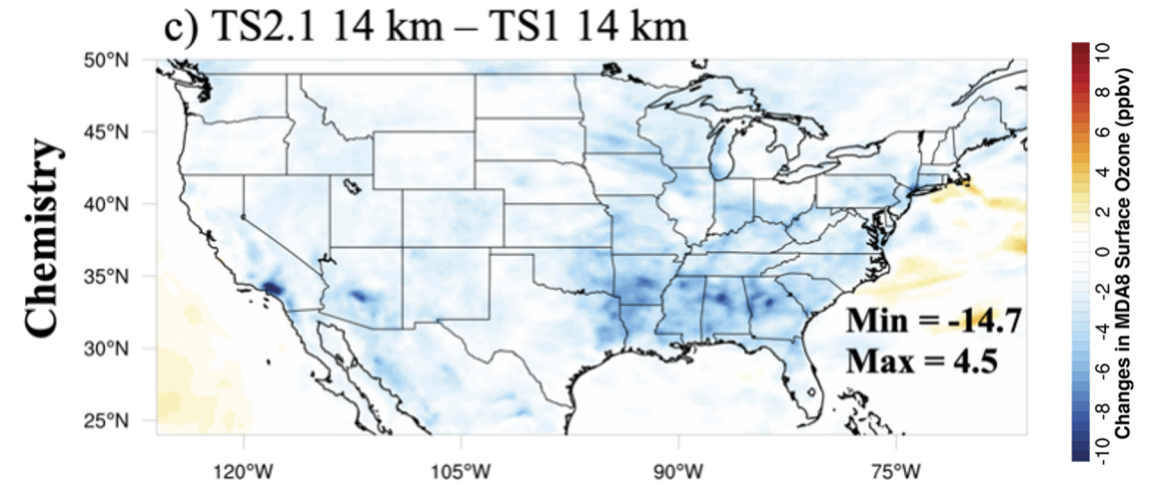 c) TS2.1 14 km – TS1 14 km
Chemistry
50°N
45°N
40°N
35°N
30°N
25°N
120°W
105°W
90°W
75°W
Min = -14.7
Max = 4.5
10
8
6
4
2
0
-2
-4
-6
-8
-10
Changes in MDA8 Surface Ozone (ppbv)